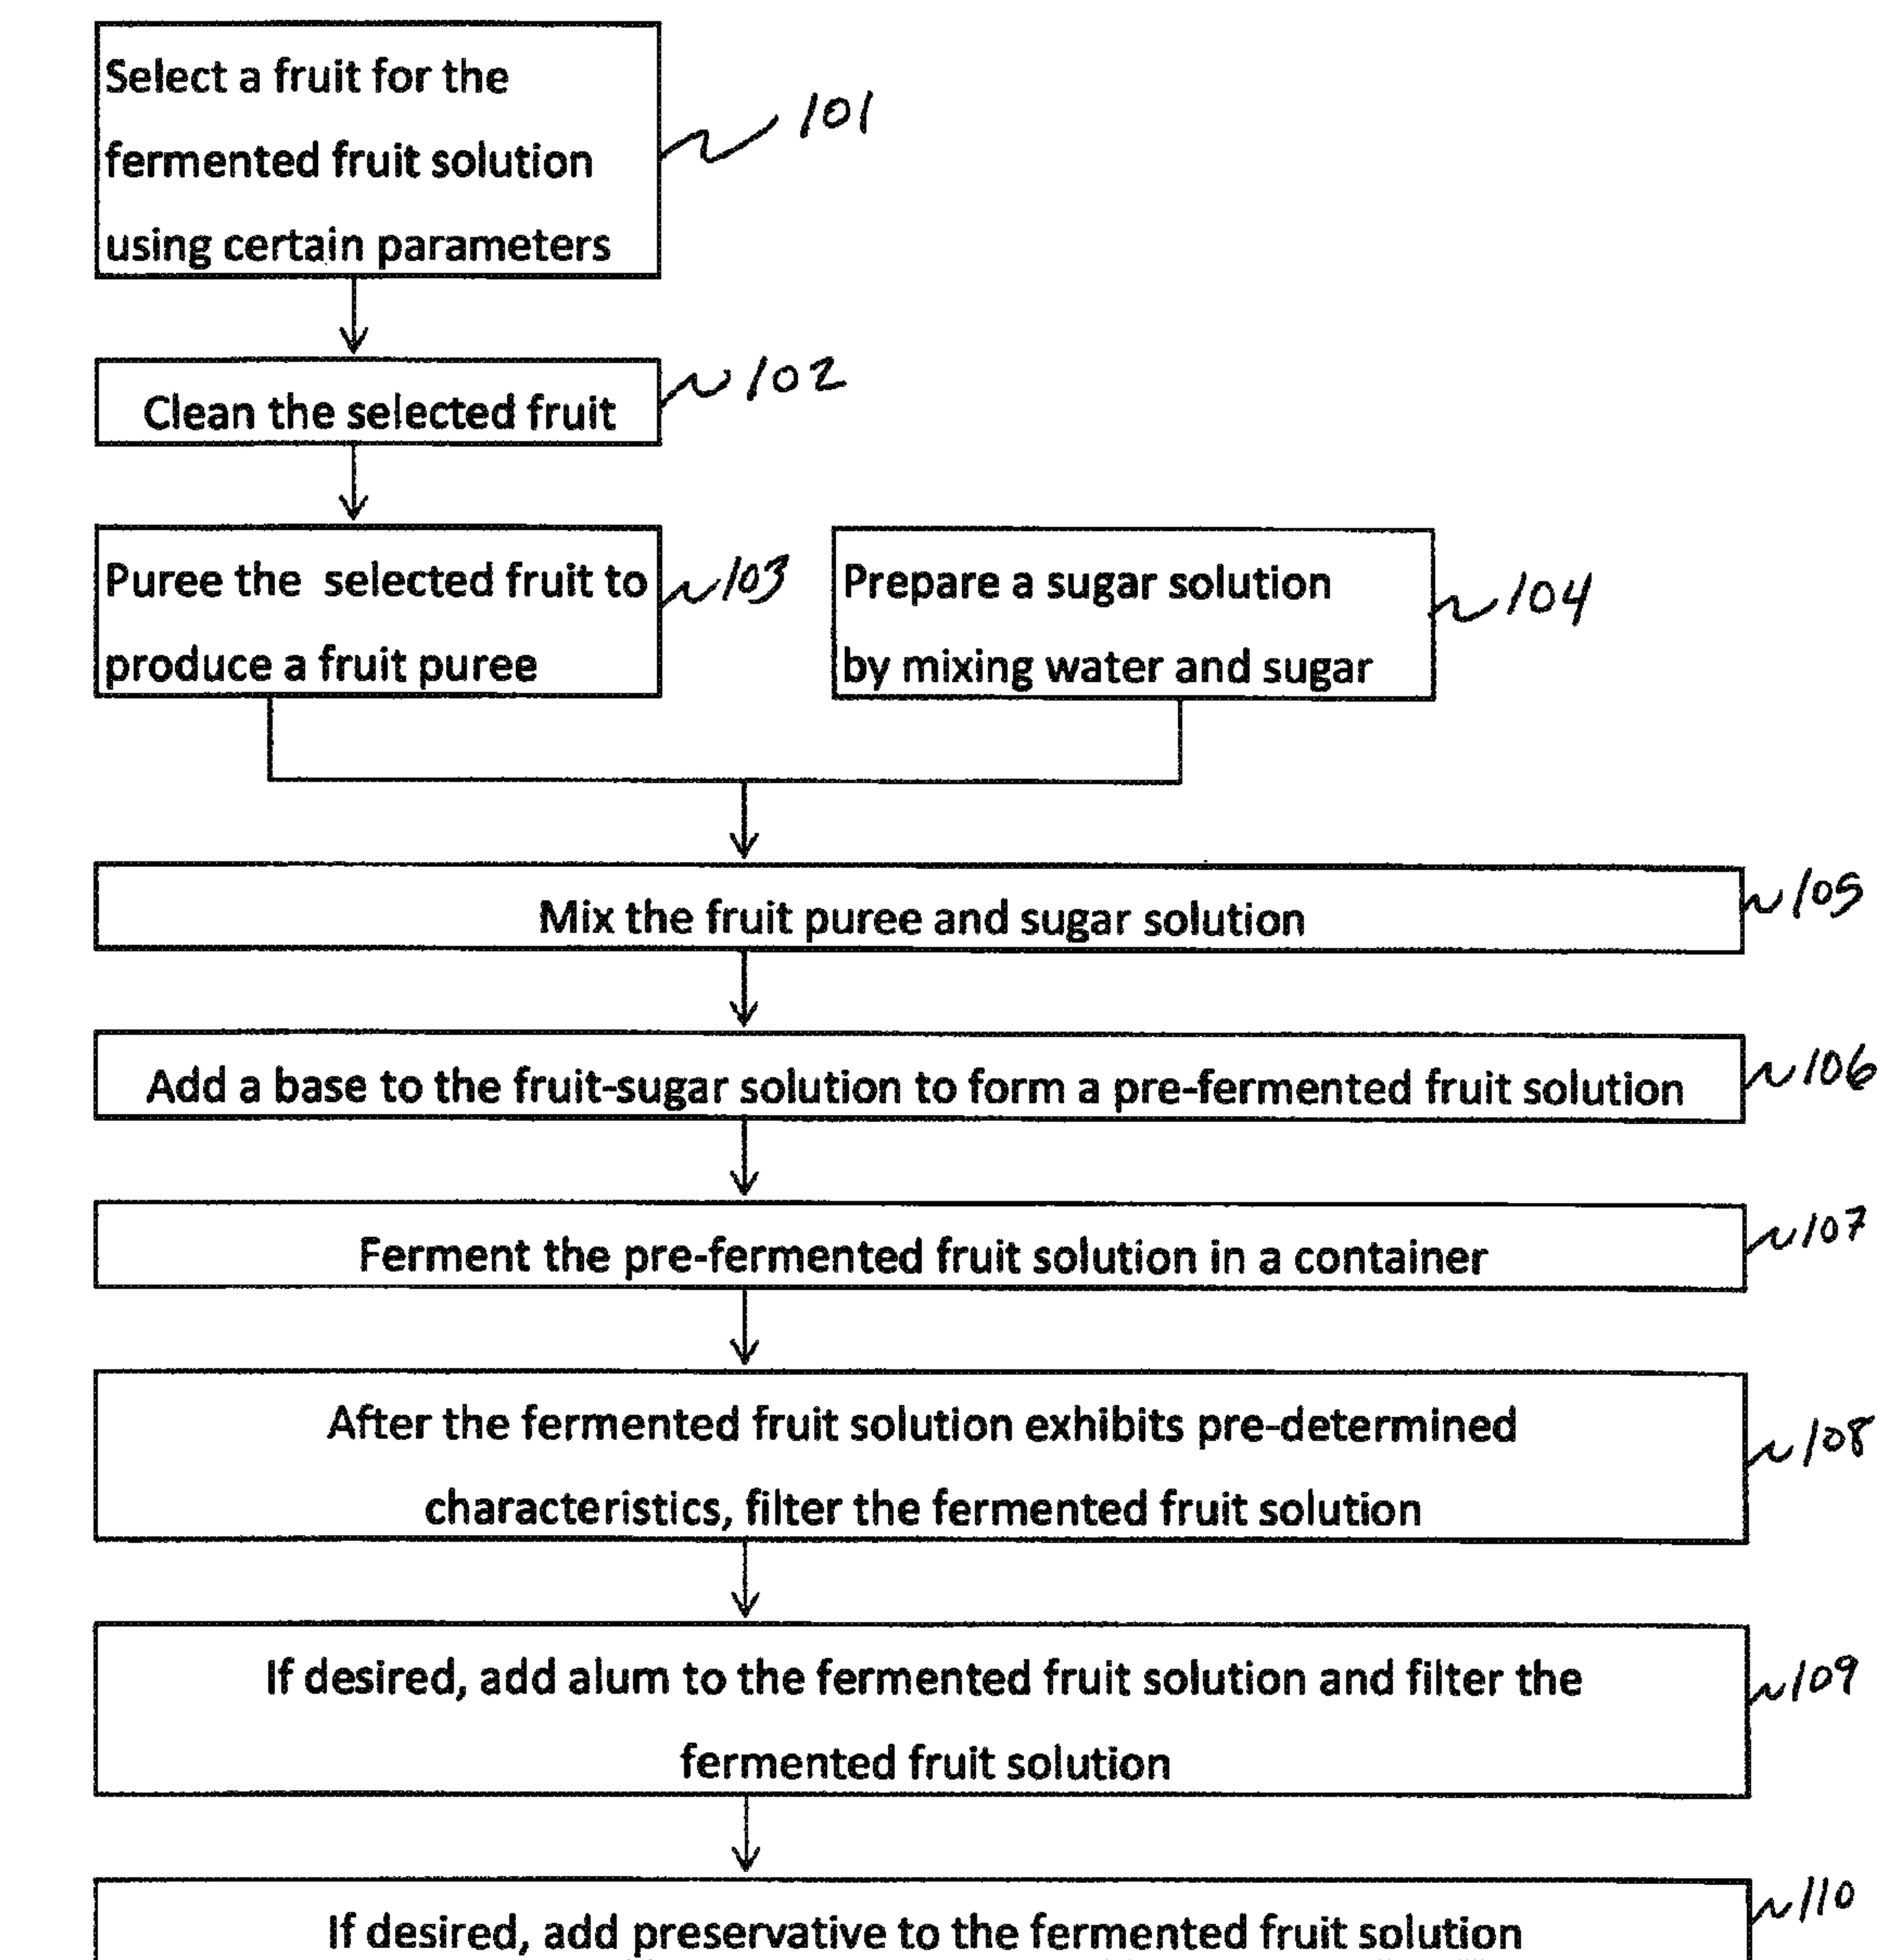 Select a fruit for the
fermented fruit solution
using certain parameters
101
Clean the selected fruit
102
Puree the selected fruit to
produce a fruit puree
103
Prepare a sugar solution
by mixing water and sugar
104
Mix the fruit puree and sugar solution
105
Add a base to the fruit-sugar solution to form a pre-fermented fruit solution
106
Ferment the pre-fermented fruit solution in a container
107
After the fermented fruit solution exhibits pre-determined
characteristics, filter the fermented fruit solution
108
If desired, add alum to the fermented fruit solution and filter the
fermented fruit solution
109
If desired, add preservative to the fermented fruit solution
110